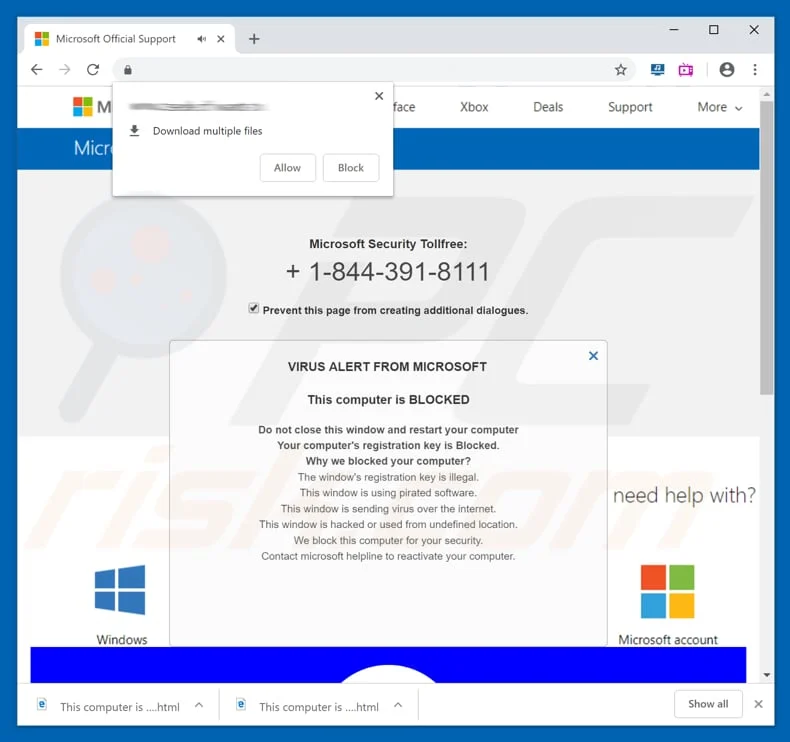 Microsoft Official Support
M
face
Xbox
Deals
Support
More
Micr
Download multiple files
Allow
Block
Microsoft Security Tollfree:
+ 1-844-391-8111
Prevent this page from creating additional dialogues.
VIRUS ALERT FROM MICROSOFT
This computer is BLOCKED
Do not close this window and restart your computer
Your computer's registration key is Blocked.
Why we blocked your computer?
The window's registration key is illegal.
This window is using pirated software.
This window is sending virus over the internet.
This window is hacked or used from undefined location.
We block this computer for your security.
Contact microsoft helpline to reactivate your computer.
need help with?
PC
risk.com
Windows
Microsoft account
This computer is ....html
This computer is ....html
Show all